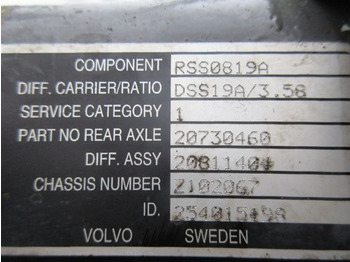 COMPONENT RSS0819A
DIFF. CARRIER/RATIO DSS19A/3.58
SERVICE CATEGORY 1
PART NO REAR AXLE 20730460
DIFF. ASSY 20811404
CHASSIS NUMBER Z102067
ID.
VOLVO SWEDEN